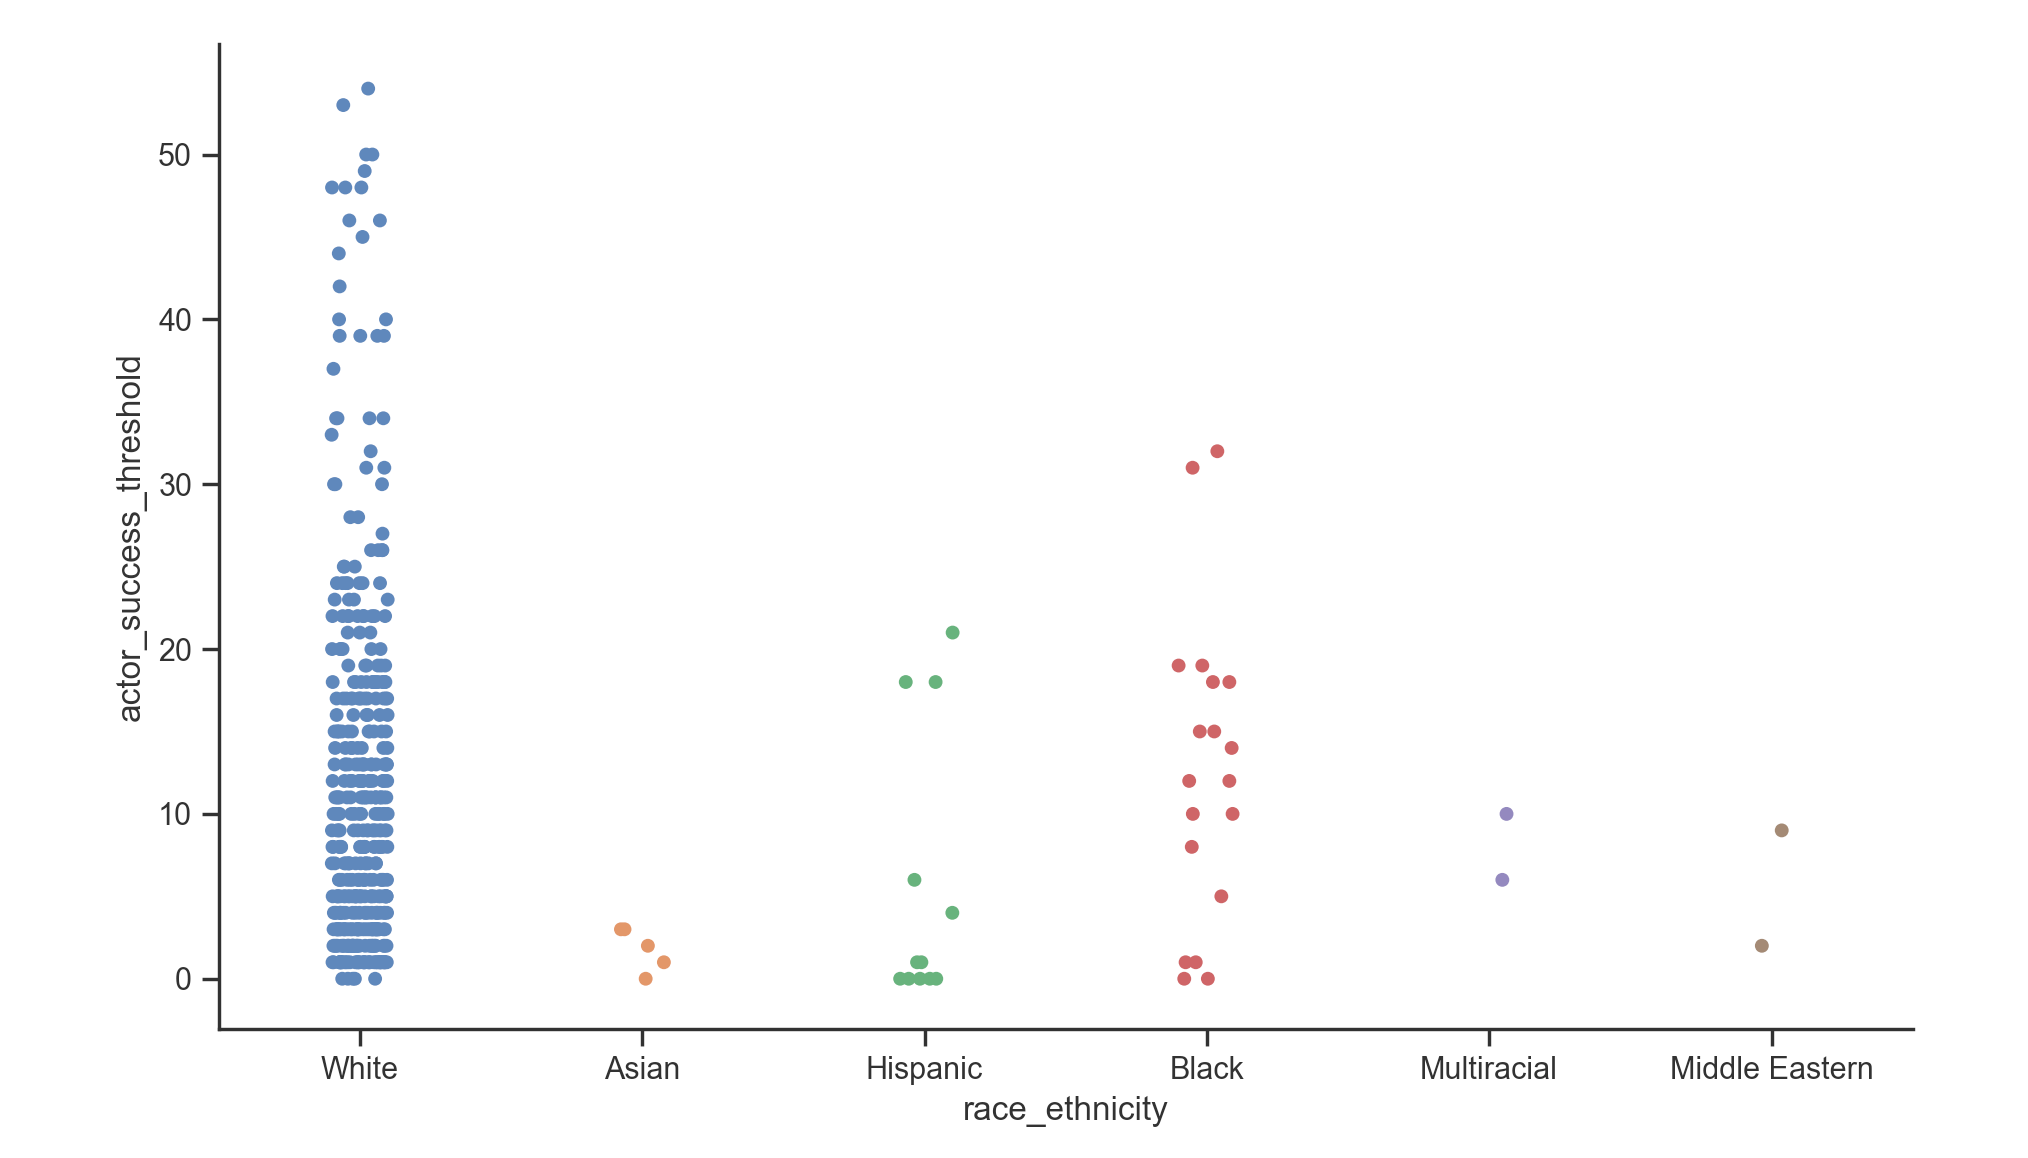 actor_success_threshold
50
40
30
20
10
0
White Asian Hispanic Black Multiracial Middle Eastern
race_ethnicity